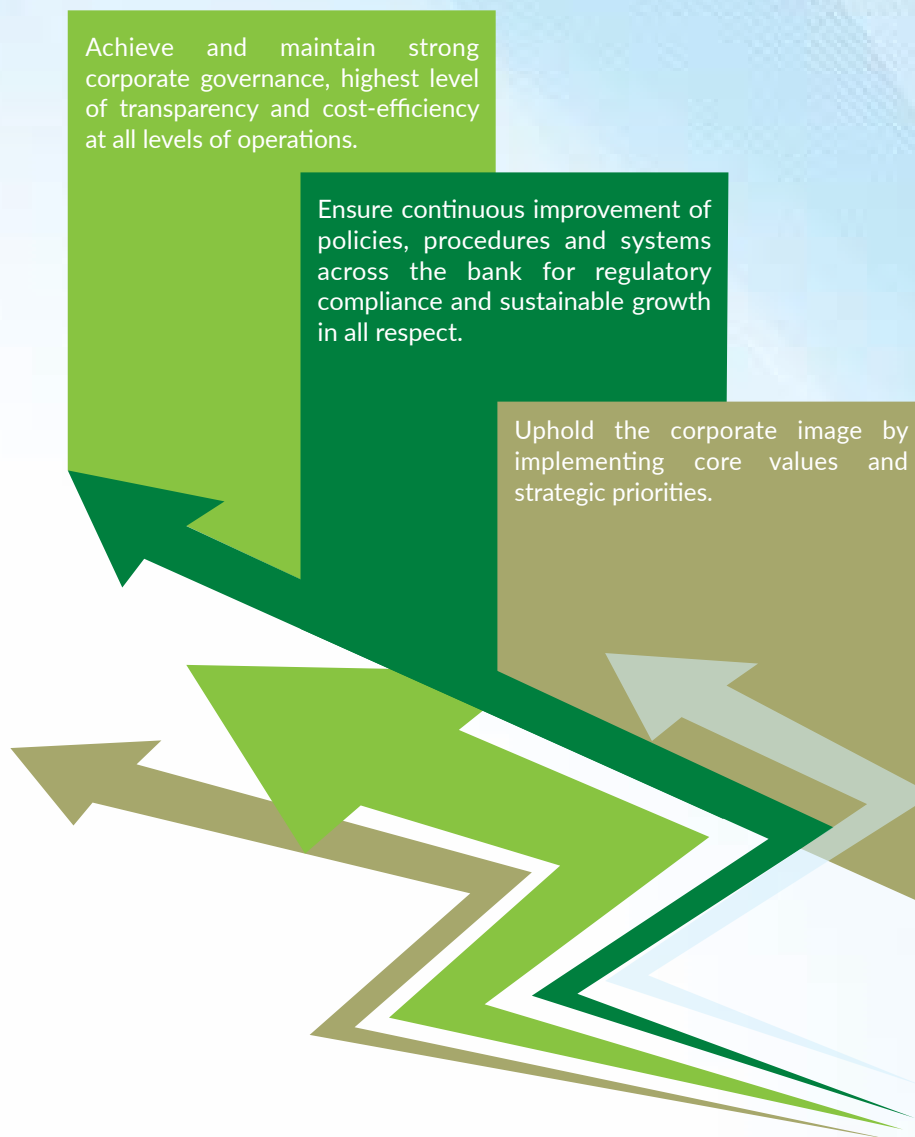 Achieve and maintain strong
corporate governance, highest level
of transparency and cost-efficiency
at all levels of operations.
Ensure continuous improvement of
policies, procedures and systems
across the bank for regulatory
compliance and sustainable growth
in all respect.
Uphold the corporate image by
implementing core values and
strategic priorities.